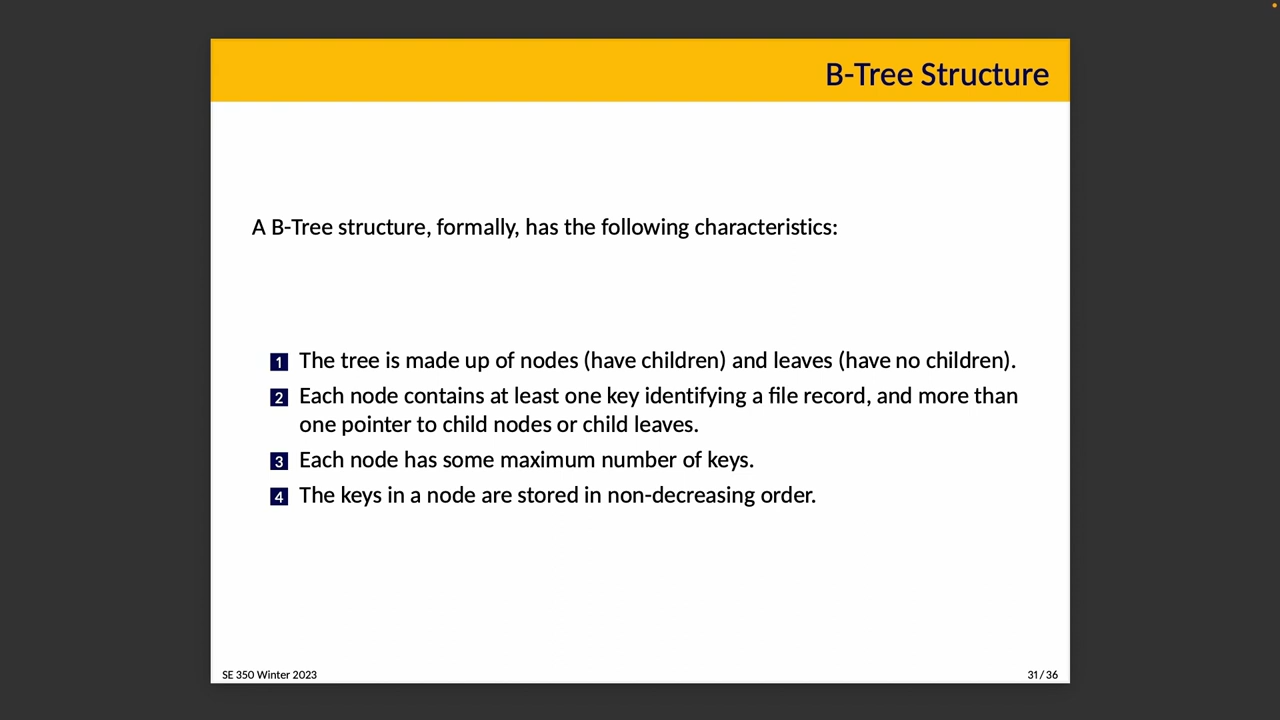 B-Tree Structure
A B-Tree structure, formally, has the following characteristics:
1 The tree is made up of nodes (have children) and leaves (have no children).
2 Each node contains at least one key identifying a file record, and more than
one pointer to child nodes or child leaves.
3 Each node has some maximum number of keys.
4 The keys in a node are stored in non-decreasing order.
SE 350 Winter 2023
31 / 36